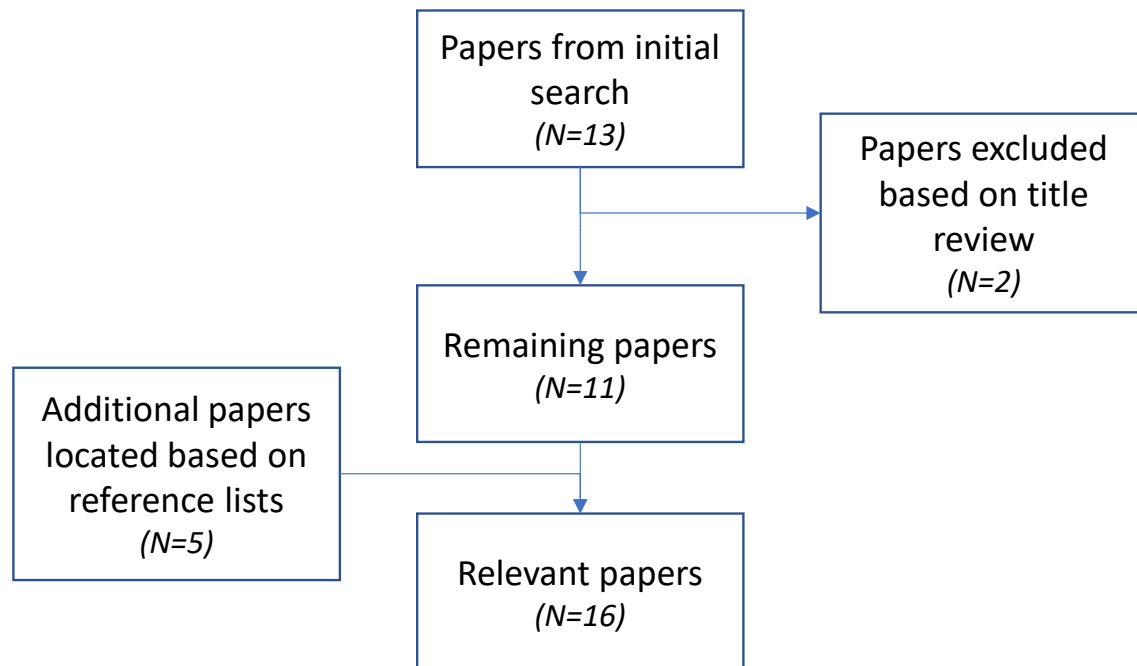 Papers from initial
search
(N=13)
Papers excluded
based on title
review
(N=2)
Remaining papers
(N=11)
Additional papers
located based on
reference lists
(N=5)
Relevant papers
(N=16)